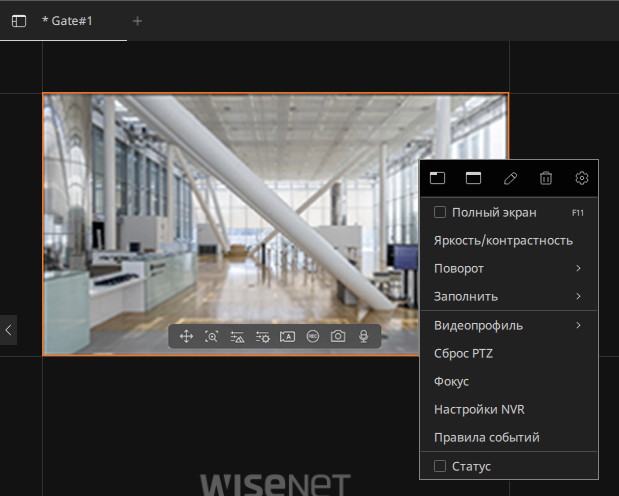 * Gate#1
Полный экран F11
Яркость/контрастность
Поворот
Заполнить
Видеопрофиль
Сброс PTZ
Фокус
Настройки NVR
Правила событий
Статус
A
REC
WISENET